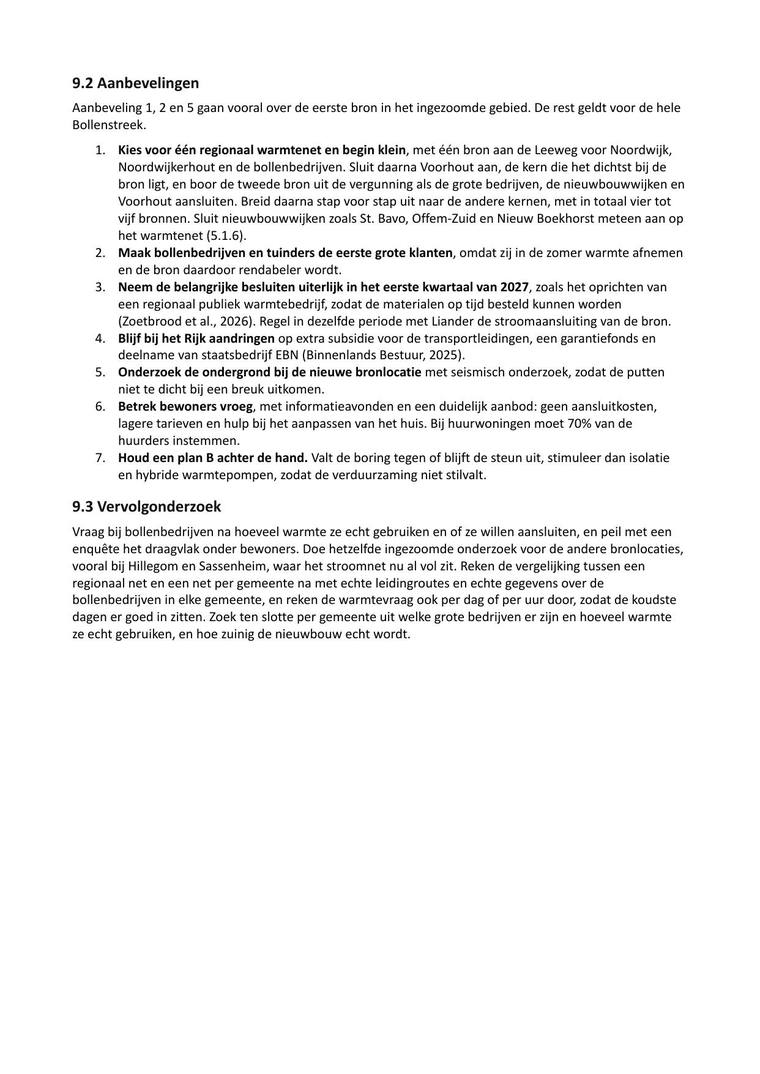 9.2 Aanbevelingen
Aanbeveling 1, 2 en 5 gaan vooral over de eerste bron in het ingezoomde gebied. De rest geldt voor de hele
Bollenstreek.
1. Kies voor één regionaal warmtenet en begin klein, met één bron aan de Leeweg voor Noordwijk,
Noordwijkerhout en de bollenbedrijven. Sluit daarna Voorhout aan, de kern die het dichtst bij de
bron ligt, en boor de tweede bron uit de vergunning als de grote bedrijven, de nieuwbouwwijken en
Voorhout aansluiten. Breid daarna stap voor stap uit naar de andere kernen, met in totaal vier tot
vijf bronnen. Sluit nieuwbouwwijken zoals St. Bavo, Offem-Zuid en Nieuw Boekhorst meteen aan op
het warmtenet (5.1.6).
2. Maak bollenbedrijven en tuinders de eerste grote klanten, omdat zij in de zomer warmte afnemen
en de bron daardoor rendabeler wordt.
3. Neem de belangrijke besluiten uiterlijk in het eerste kwartaal van 2027, zoals het oprichten van
een regionaal publiek warmtebedrijf, zodat de materialen op tijd besteld kunnen worden
(Zoetbrood et al., 2026). Regel in dezelfde periode met Liander de stroomaansluiting van de bron.
4. Blijf bij het Rijk aandringen op extra subsidie voor de transportleidingen, een garantiefonds en
deelname van staatsbedrijf EBN (Binnenlands Bestuur, 2025).
5. Onderzoek de ondergrond bij de nieuwe bronlocatie met seismisch onderzoek, zodat de putten
niet te dicht bij een breuk uitkomen.
6. Betrek bewoners vroeg, met informatieavonden en een duidelijk aanbod: geen aansluitkosten,
lagere tarieven en hulp bij het aanpassen van het huis. Bij huurwoningen moet 70% van de
huurders instemmen.
7. Houd een plan B achter de hand. Valt de boring tegen of blijft de steun uit, stimuleer dan isolatie
en hybride warmtepompen, zodat de verduurzaming niet stilvalt.
9.3 Vervolgonderzoek
Vraag bij bollenbedrijven na hoeveel warmte ze echt gebruiken en of ze willen aansluiten, en peil met een
enquête het draagvlak onder bewoners. Doe hetzelfde ingezoomde onderzoek voor de andere bronlocaties,
vooral bij Hillegom en Sassenheim, waar het stroomnet nu al vol zit. Reken de vergelijking tussen een
regionaal net en een net per gemeente na met echte leidingroutes en echte gegevens over de
bollenbedrijven in elke gemeente, en reken de warmtevraag ook per dag of per uur door, zodat de koudste
dagen er goed in zitten. Zoek ten slotte per gemeente uit welke grote bedrijven er zijn en hoeveel warmte
ze echt gebruiken, en hoe zuinig de nieuwbouw echt wordt.